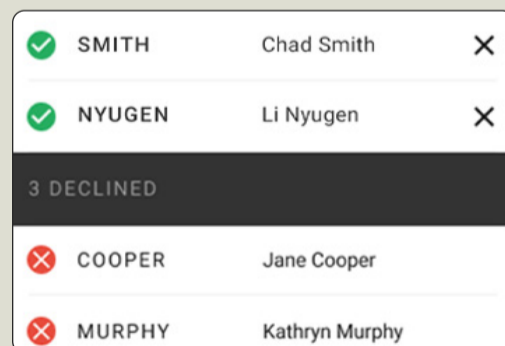 SMITH Chad Smith
NYUGEN Li Nyugen
3 DECLINED
COOPER Jane Cooper
MURPHY Kathryn Murphy